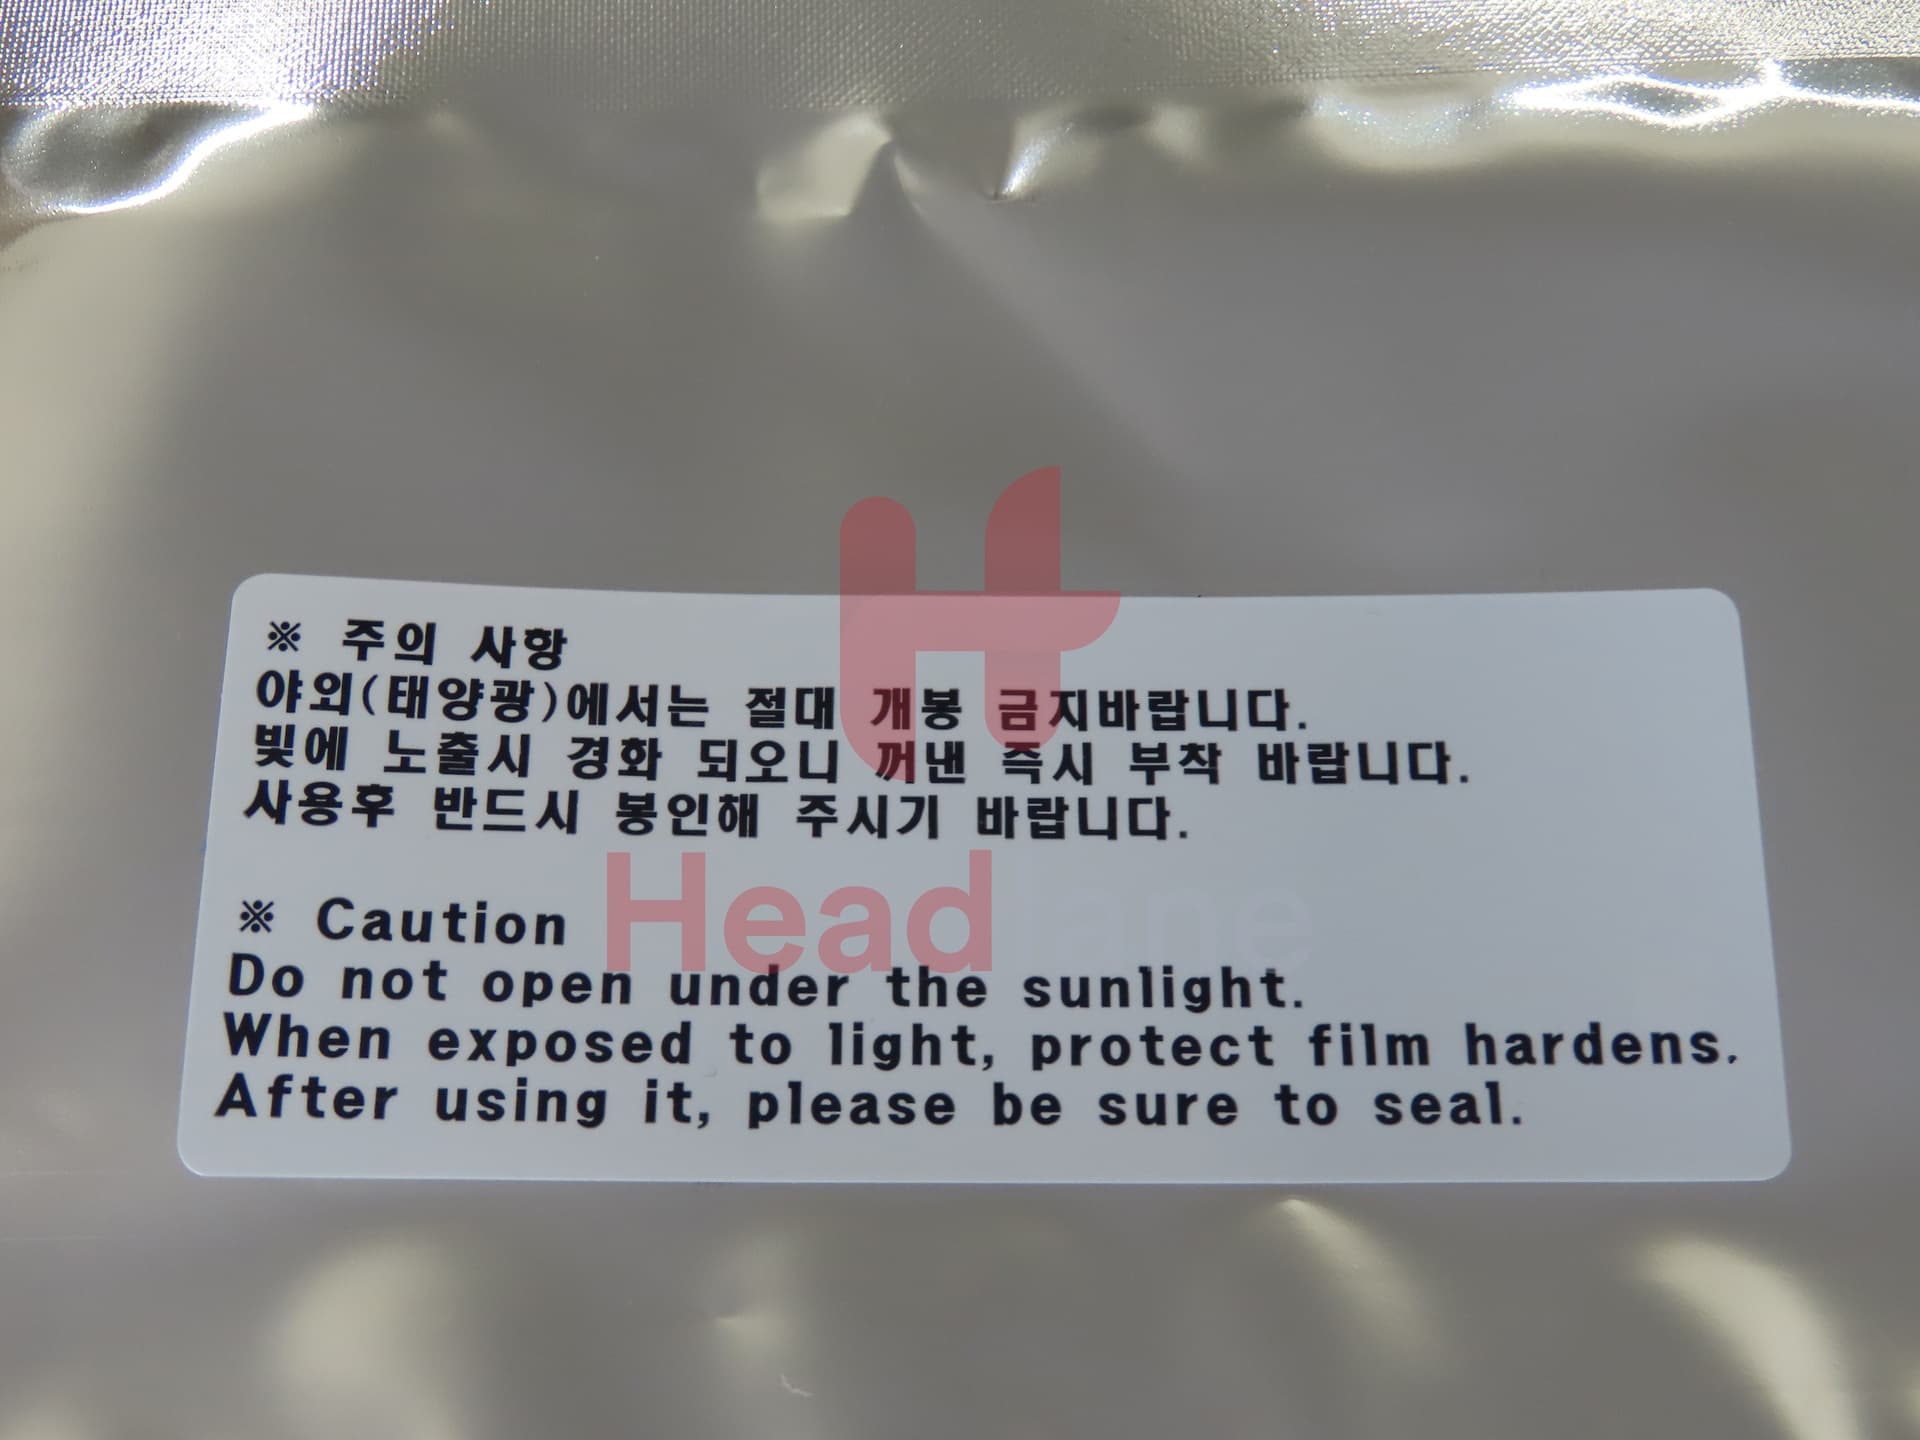 ※ 주의 사항
야외(태양광)에서는 절대 개봉 금지바랍니다.
빛에 노출시 경화 되오니 꺼낸 즉시 부착 바랍니다.
사용후 반드시 봉인해 주시기 바랍니다.
Headlane
※ Caution
Do not open under the sunlight.
When exposed to light, protect film hardens.
After using it, please be sure to seal.